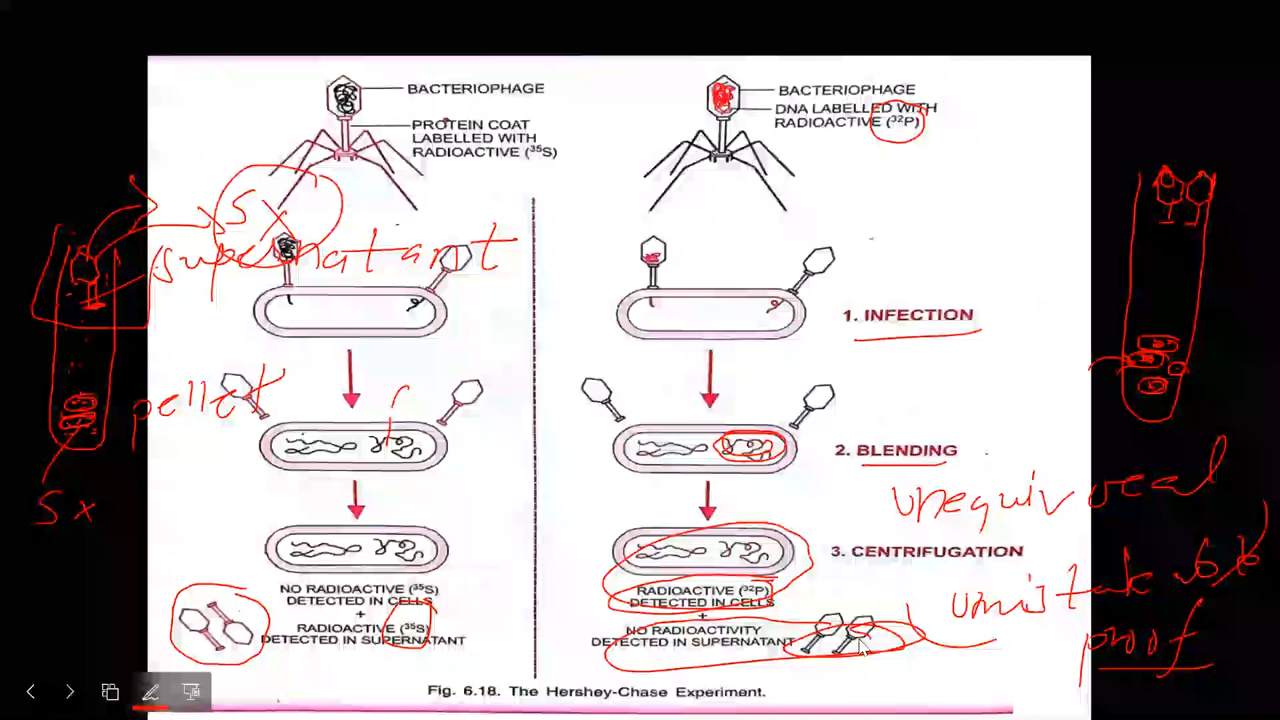 BACTERIOPHAGE
PROTEIN COAT
LABELLED WITH
RADIOACTIVE (³⁵S)
BACTERIOPHAGE
DNA LABELLED WITH
RADIOACTIVE (³²P)
supernatant
pellet
1. INFECTION
2. BLENDING
unequivocal
3. CENTRIFUGATION
NO RADIOACTIVE (³⁵S)
DETECTED IN CELLS
+
RADIOACTIVE (³⁵S)
DETECTED IN SUPERNATANT
RADIOACTIVE (³²P)
DETECTED IN CELLS
+
NO RADIOACTIVITY
DETECTED IN SUPERNATANT
proof
Fig. 6.18. The Hershey-Chase Experiment.